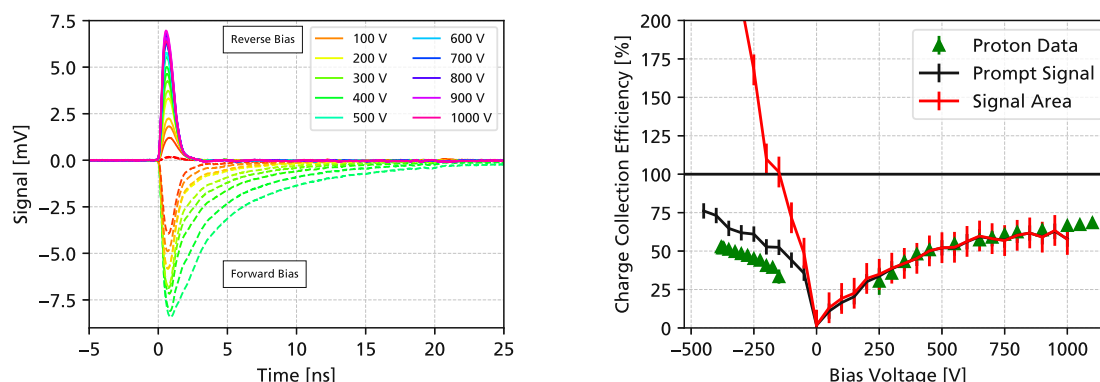 7.5
5.0
2.5
0.0
−2.5
−5.0
−7.5
Signal [mV]
Reverse Bias
100 V
200 V
300 V
400 V
500 V
600 V
700 V
800 V
900 V
1000 V
Forward Bias
−5 0 5 10 15 20 25
Time [ns]
200
175
150
125
100
75
50
25
0
Charge Collection Efficiency [%]
Proton Data
Prompt Signal
Signal Area
−500 −250 0 250 500 750 1000
Bias Voltage [V]